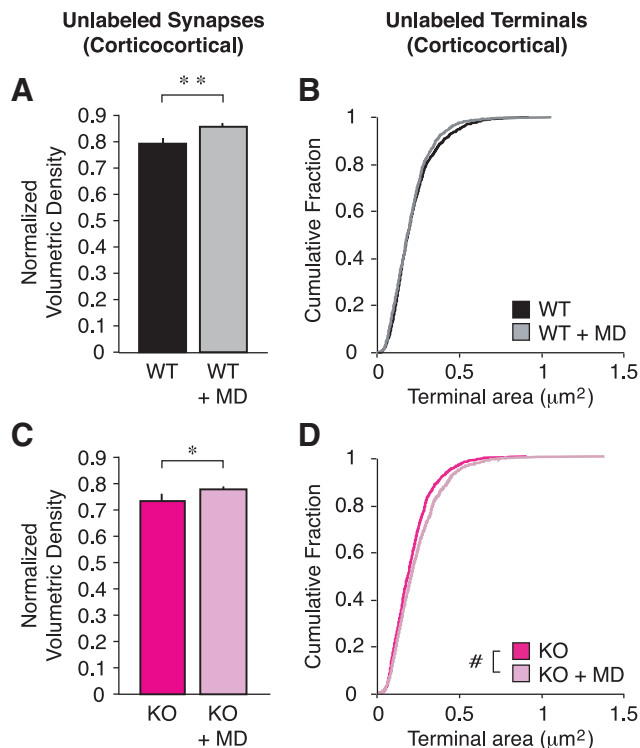 Unlabeled Synapses
(Corticocortical)
Unlabeled Terminals
(Corticocortical)
A
* *
Normalized
Volumetric Density
0.9
0.8
0.7
0.6
0.5
0.4
0.3
0.2
0.1
0
WT
WT
+ MD
B
Cumulative Fraction
1
0.8
0.6
0.4
0.2
0
WT
WT + MD
0
0.5
1
1.5
Terminal area (μm²)
C
*
Normalized
Volumetric Density
0.9
0.8
0.7
0.6
0.5
0.4
0.3
0.2
0.1
0
KO
KO
+ MD
D
Cumulative Fraction
1
0.8
0.6
0.4
0.2
0
# KO
KO + MD
0
0.5
1
1.5
Terminal area (μm²)